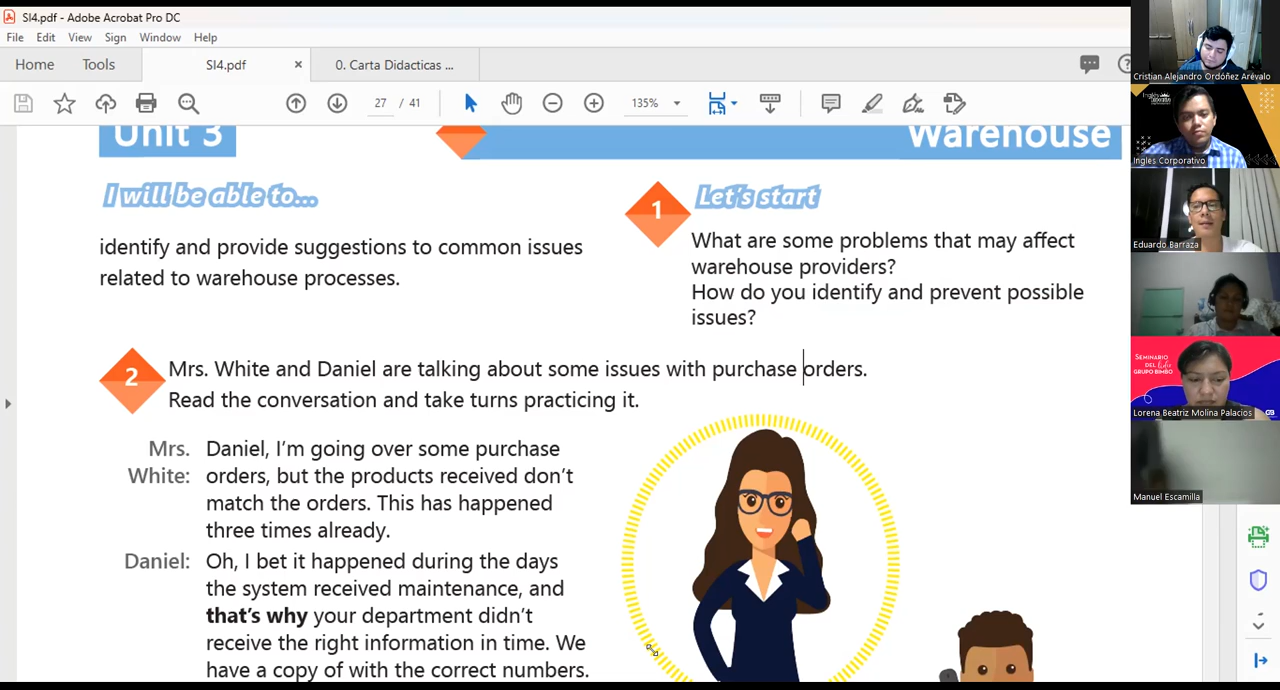 SI4.pdf - Adobe Acrobat Pro DC
File Edit View Sign Window Help
Home Tools SI4.pdf × 0. Carta Didacticas ...
27 / 41 135%
Unit 3 Warehouse
I will be able to...
identify and provide suggestions to common issues
related to warehouse processes.
1 Let's start
What are some problems that may affect
warehouse providers?
How do you identify and prevent possible
issues?
2 Mrs. White and Daniel are talking about some issues with purchase orders.
Read the conversation and take turns practicing it.
Mrs. Daniel, I'm going over some purchase
White: orders, but the products received don't
match the orders. This has happened
three times already.
Daniel: Oh, I bet it happened during the days
the system received maintenance, and
that's why your department didn't
receive the right information in time. We
have a copy of with the correct numbers.
Cristian Alejandro Ordóñez Arévalo
Ingles Corporativo
Eduardo Barraza
SEMINARIO
DEL líder
GRUPO BIMBO
Lorena Beatriz Molina Palacios
Manuel Escamilla